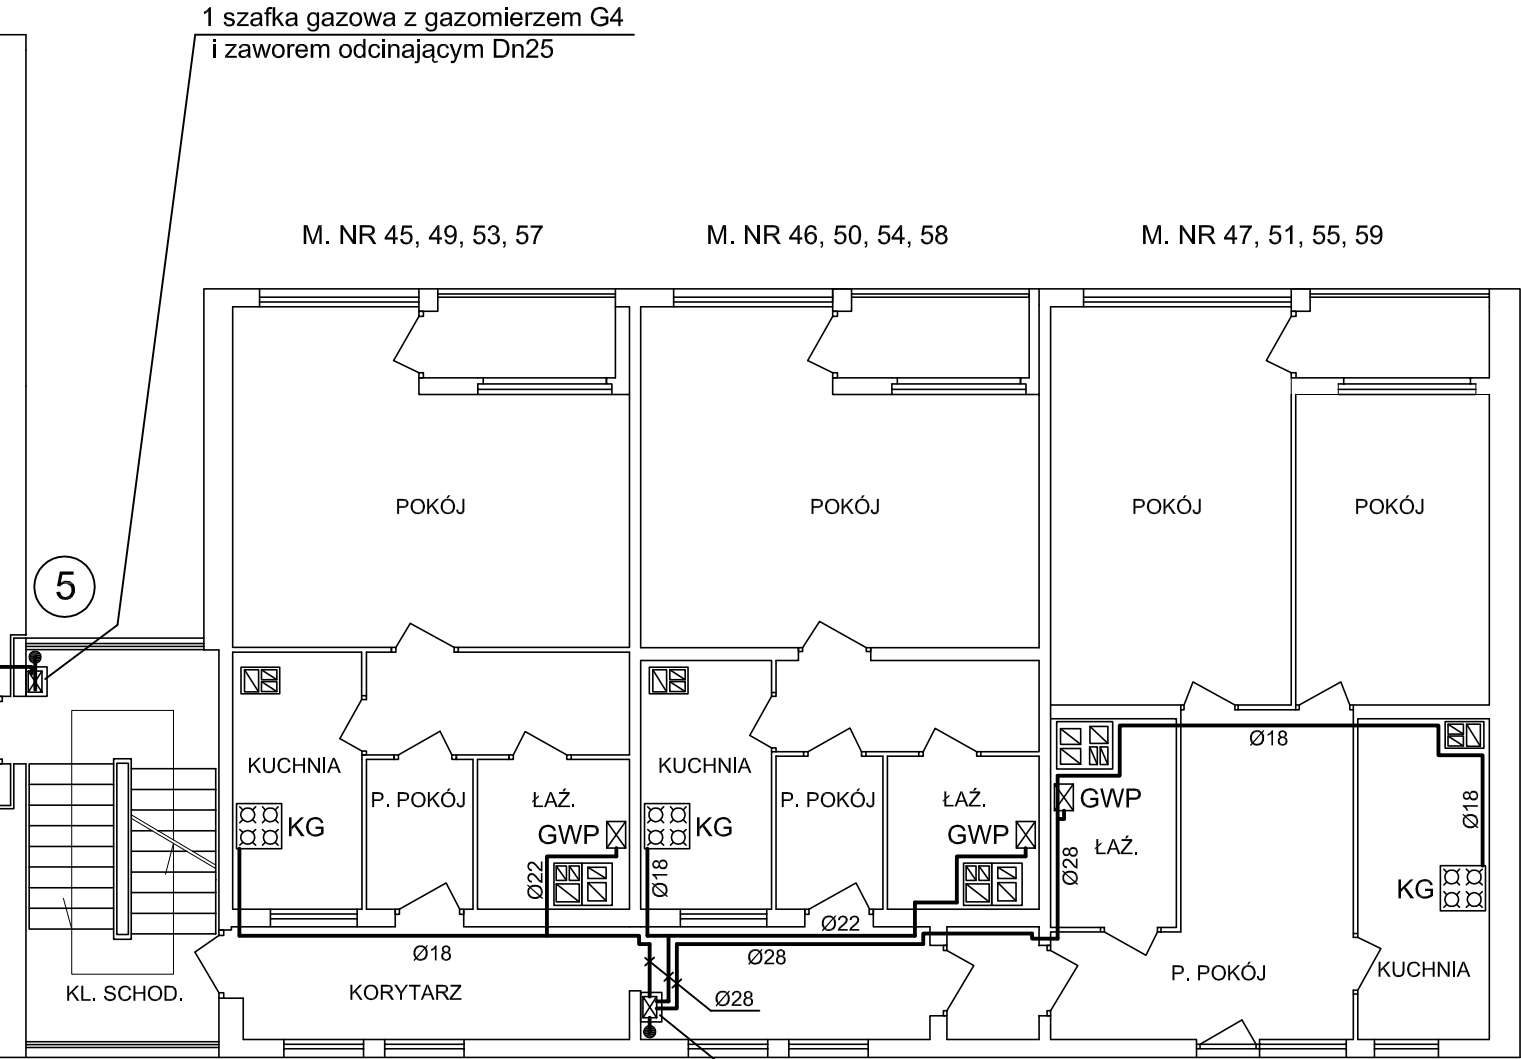 1 szafka gazowa z gazomierzem G4
i zaworem odcinającym Dn25
M. NR 45, 49, 53, 57
M. NR 46, 50, 54, 58
M. NR 47, 51, 55, 59
POKÓJ
POKÓJ
POKÓJ
POKÓJ
5
Ø18
KUCHNIA
KUCHNIA
P. POKÓJ
ŁAŹ.
P. POKÓJ
ŁAŹ.
GWP
Ø18
KG
GWP
KG
GWP
ŁAŹ.
Ø22
Ø18
Ø28
KG
Ø22
Ø18
Ø28
P. POKÓJ
KUCHNIA
KL. SCHOD.
KORYTARZ
Ø28